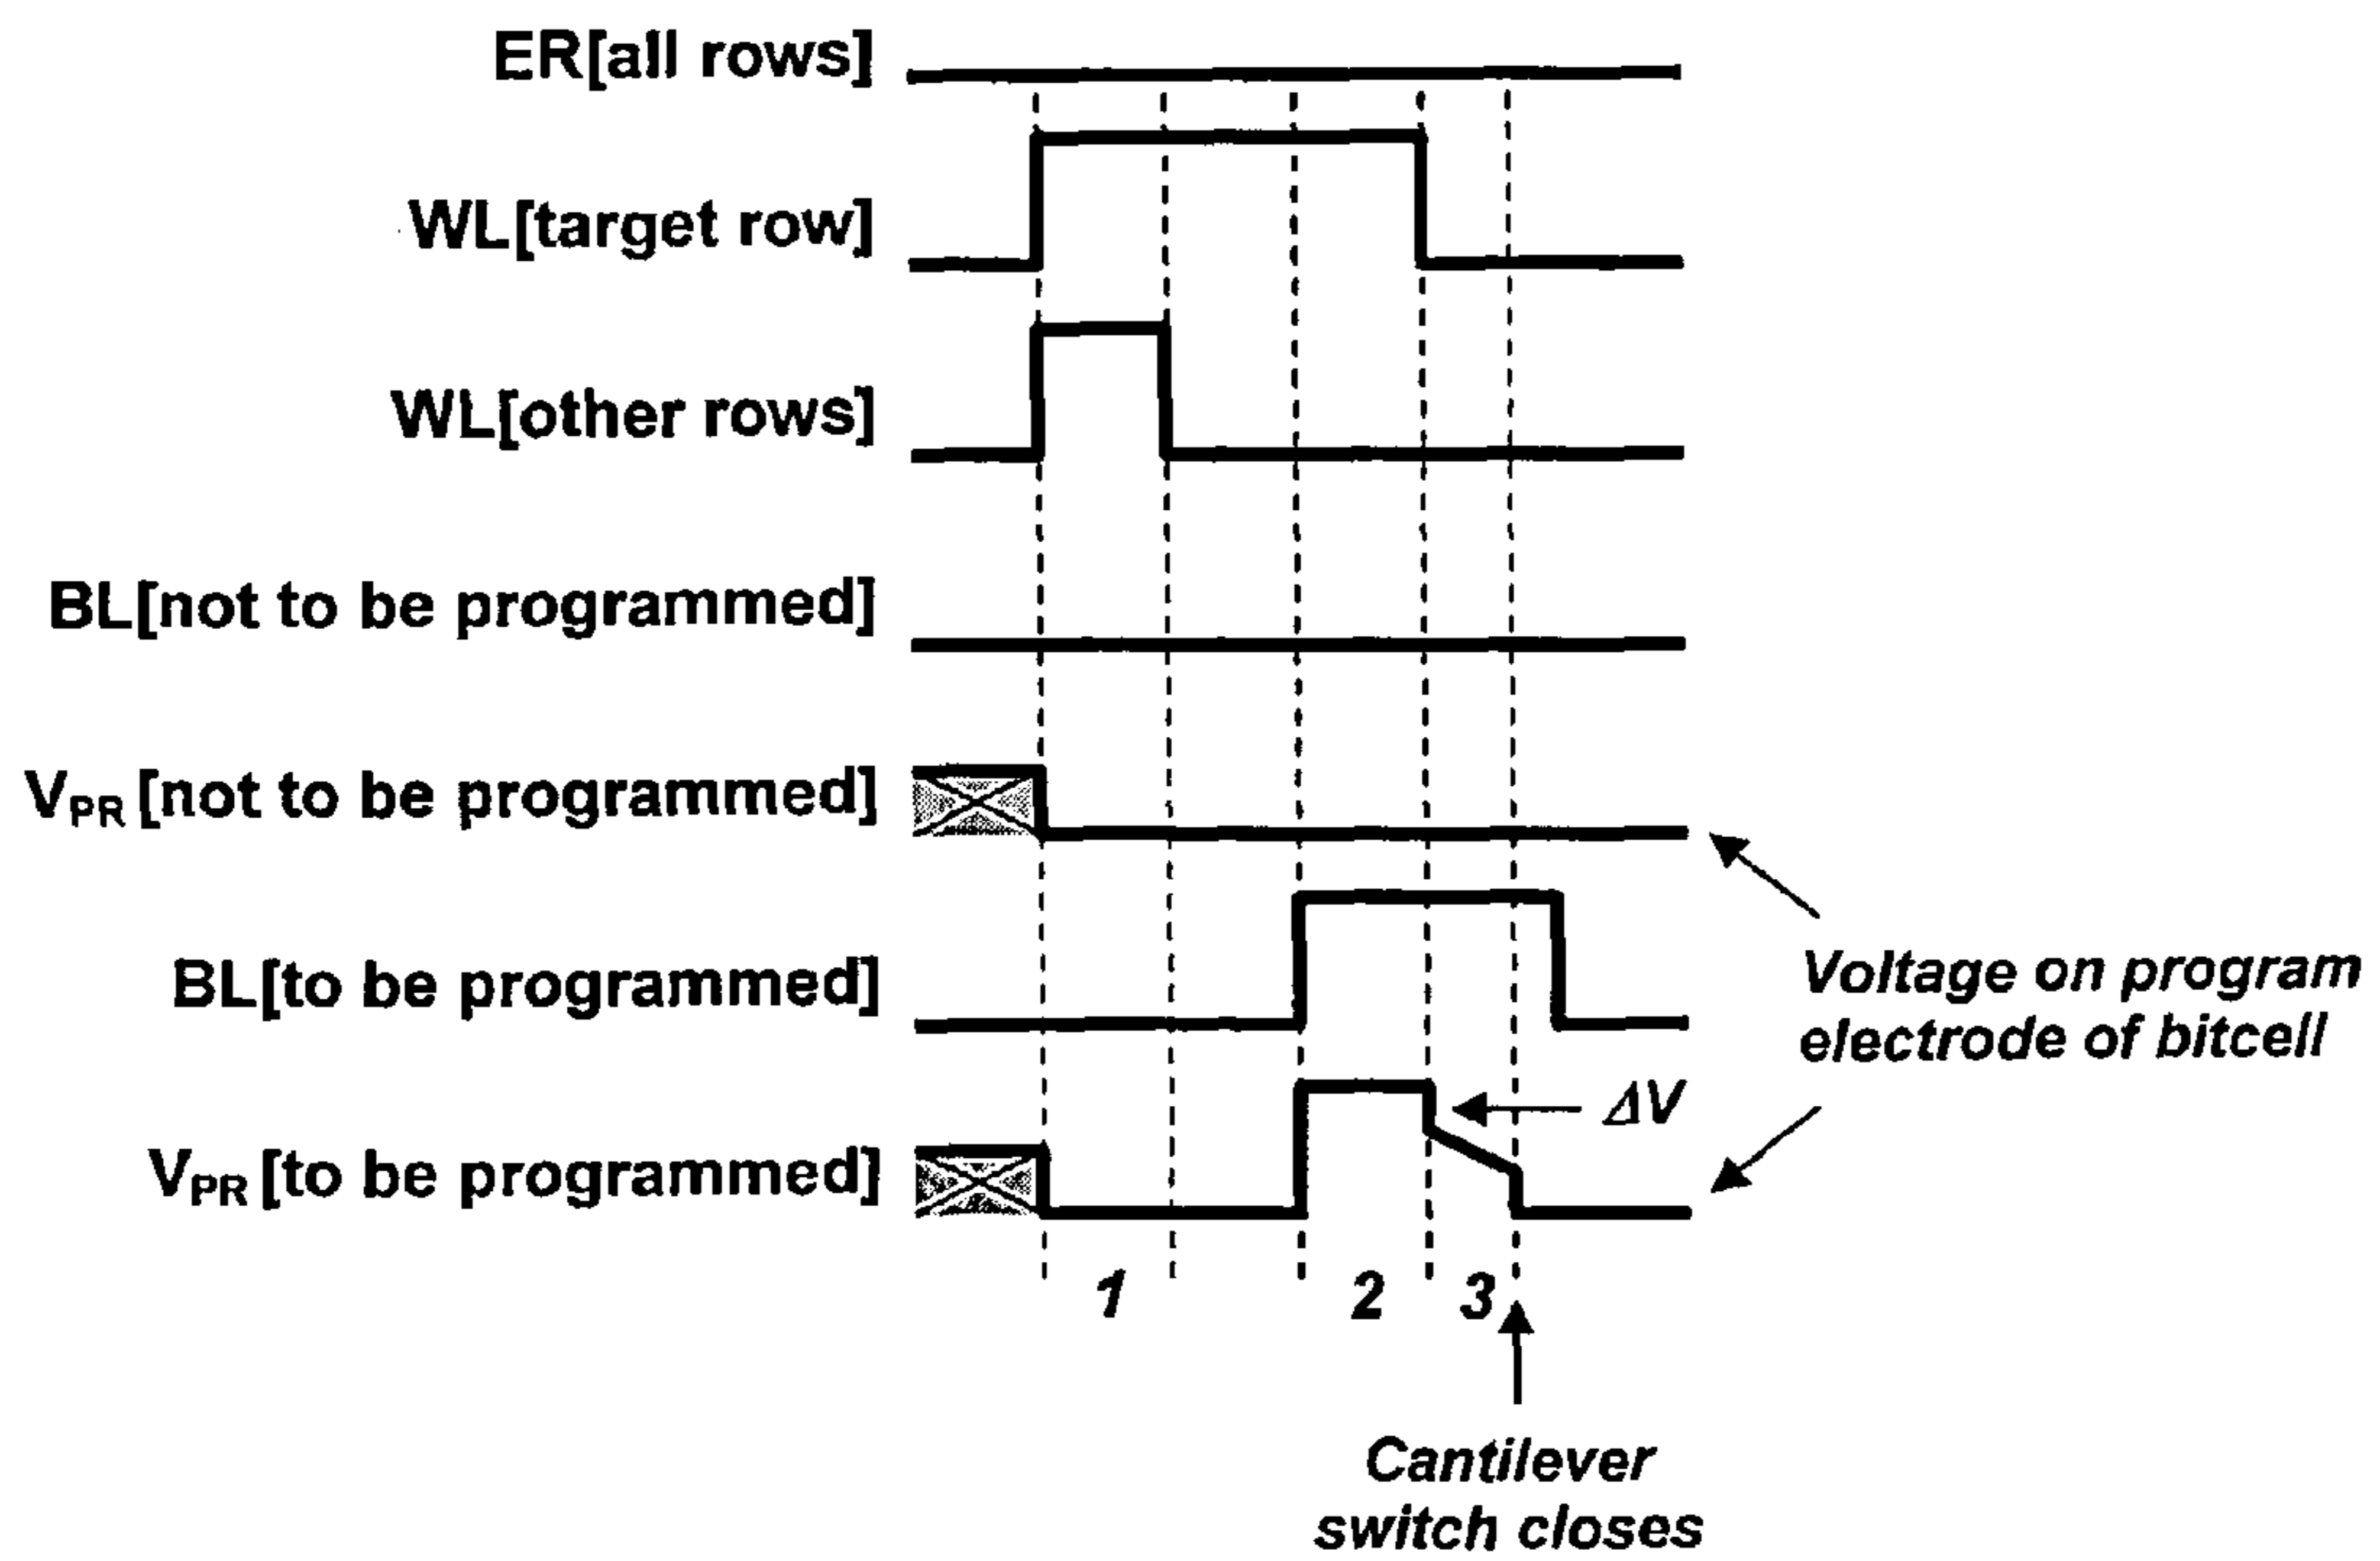 ER[all rows]
WL[target row]
WL[other rows]
BL[not to be programmed]
VPR [not to be programmed]
BL[to be programmed]
Voltage on program
electrode of bitcell
ΔV
VPR [to be programmed]
1 2 3
Cantilever
switch closes